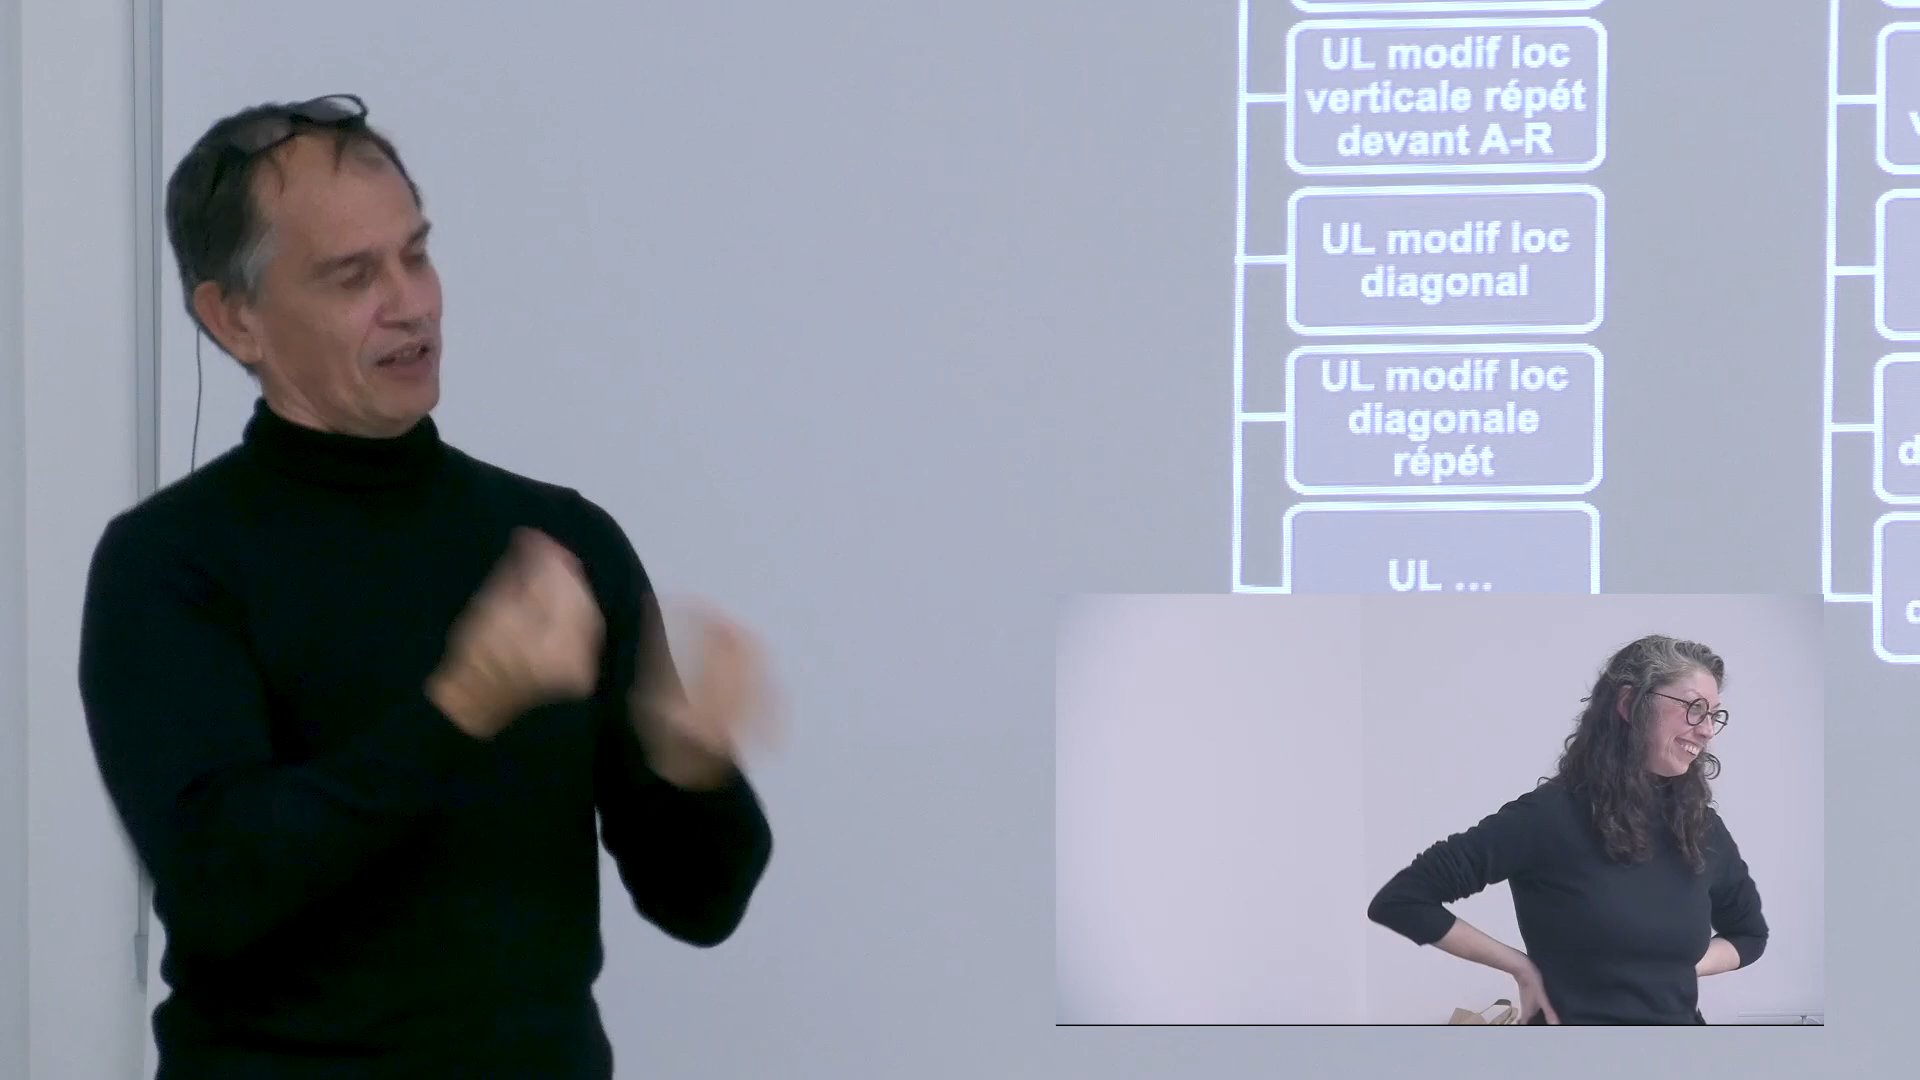 UL modif loc
verticale répét
devant A-R
UL modif loc
diagonal
UL modif loc
diagonale
répét
UL ...